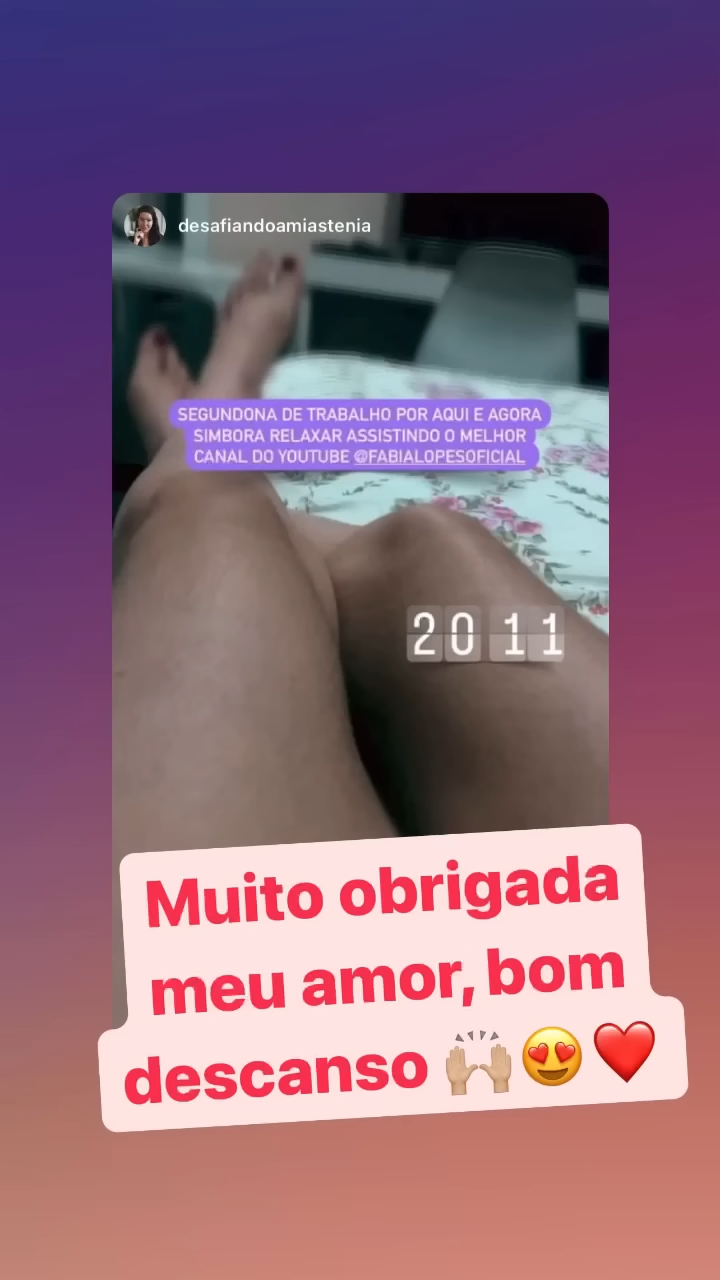 desafiandoamiastenia
SEGUNDONA DE TRABALHO POR AQUI E AGORA
SIMBORA RELAXAR ASSISTINDO O MELHOR
CANAL DO YOUTUBE @FABIALOPESOFICIAL
20 11
Muito obrigada
meu amor, bom
descanso 🙌🏼😍❤️